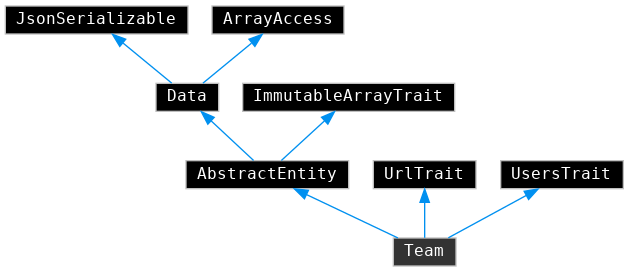 JsonSerializable
ArrayAccess
Data
ImmutableArrayTrait
AbstractEntity
UrlTrait
UsersTrait
Team